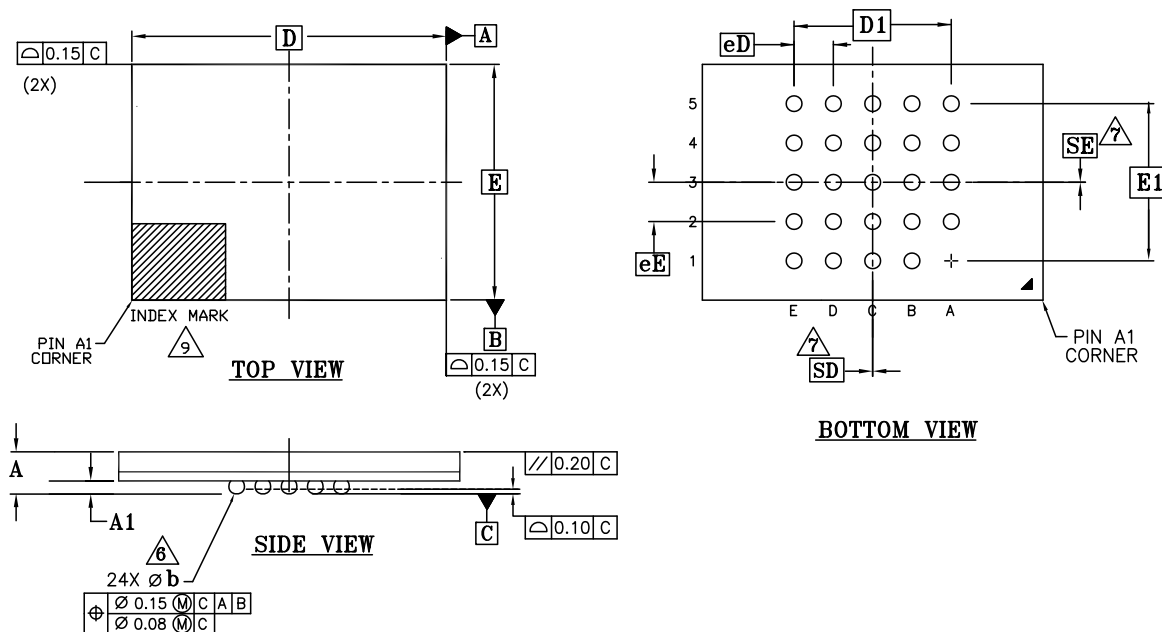 D
A
⌓ 0.15 C
(2X)
E
INDEX MARK
9
PIN A1
CORNER
B
TOP VIEW
⌓ 0.15 C
(2X)
D1
eD
5
4
3
2
1
SE
7
E1
eE
E D C B A
7
SD
PIN A1
CORNER
BOTTOM VIEW
A
A1
// 0.20 C
C
⌓ 0.10 C
SIDE VIEW
6
24X Ø b
⌖ Ø 0.15 Ⓜ C A B
Ø 0.08 Ⓜ C